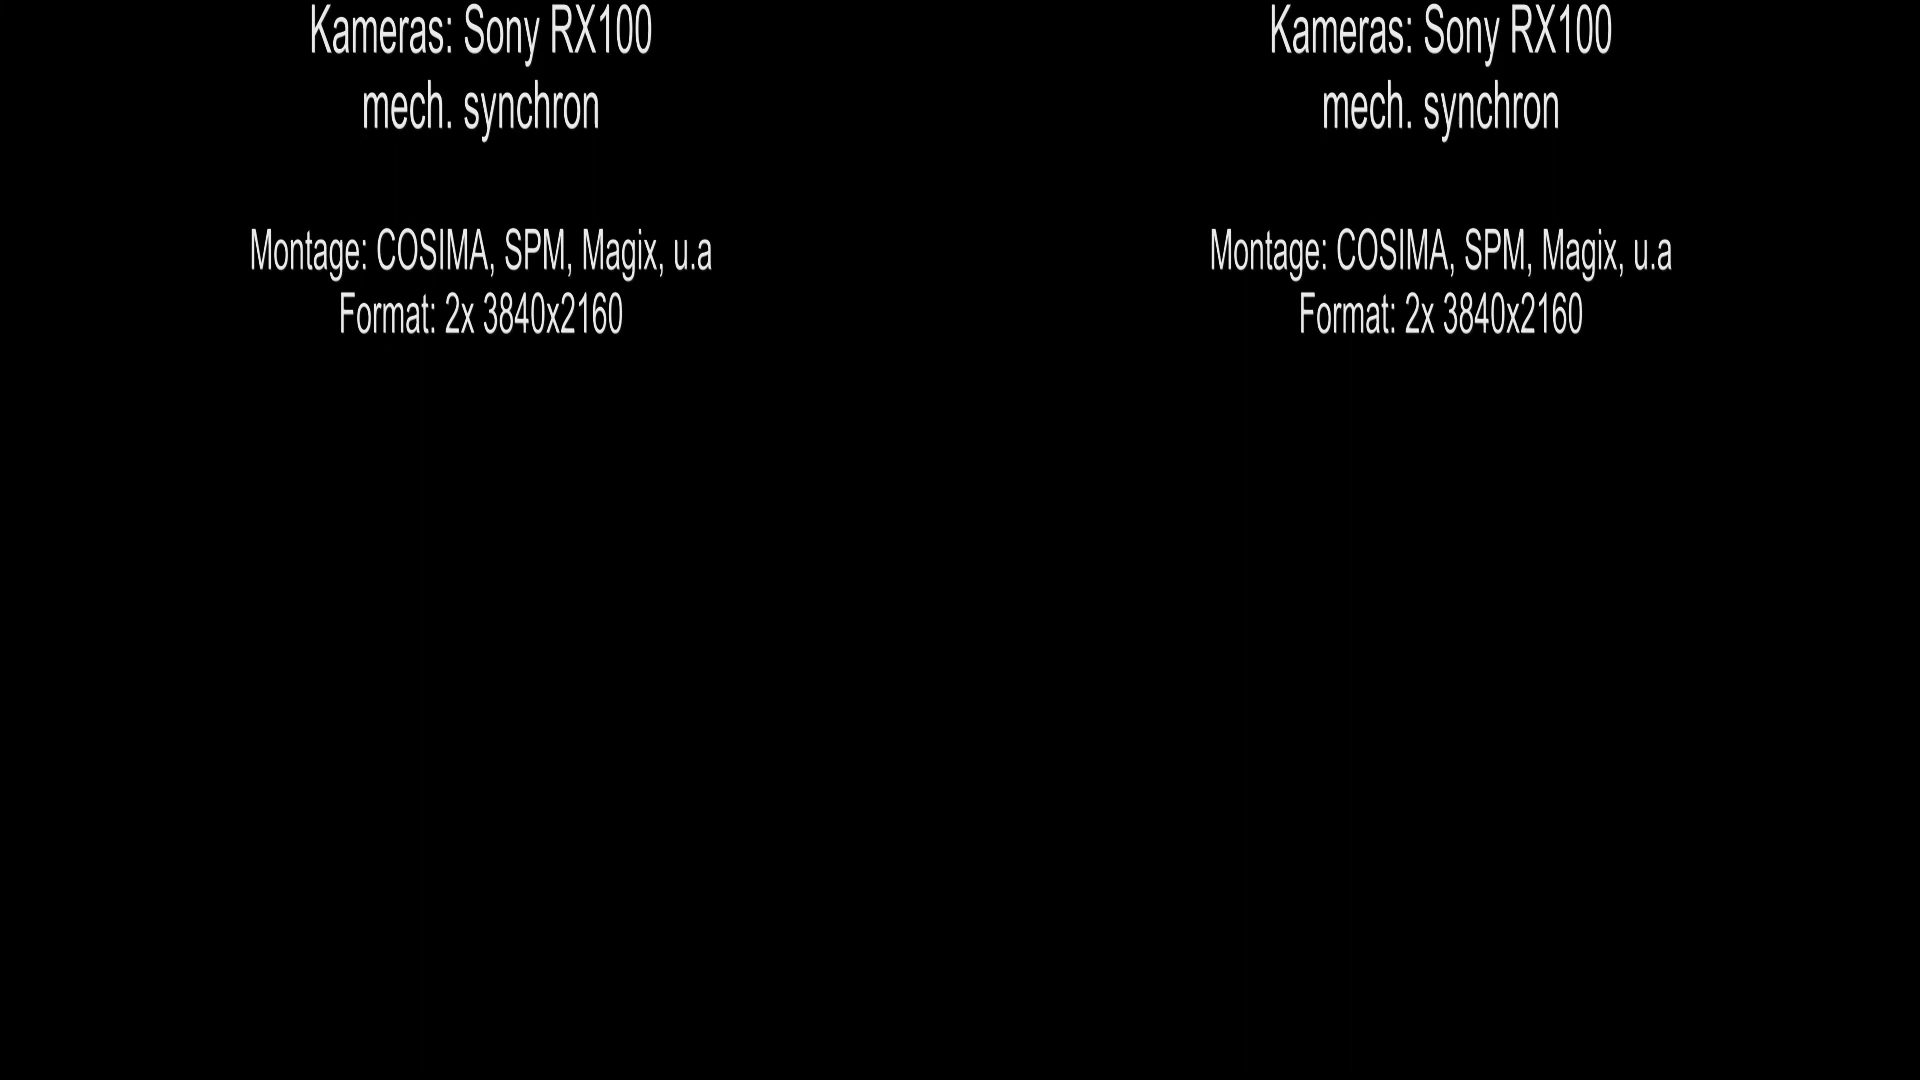 Kameras: Sony RX100
mech. synchron
Montage: COSIMA, SPM, Magix, u.a
Format: 2x 3840x2160
Kameras: Sony RX100
mech. synchron
Montage: COSIMA, SPM, Magix, u.a
Format: 2x 3840x2160